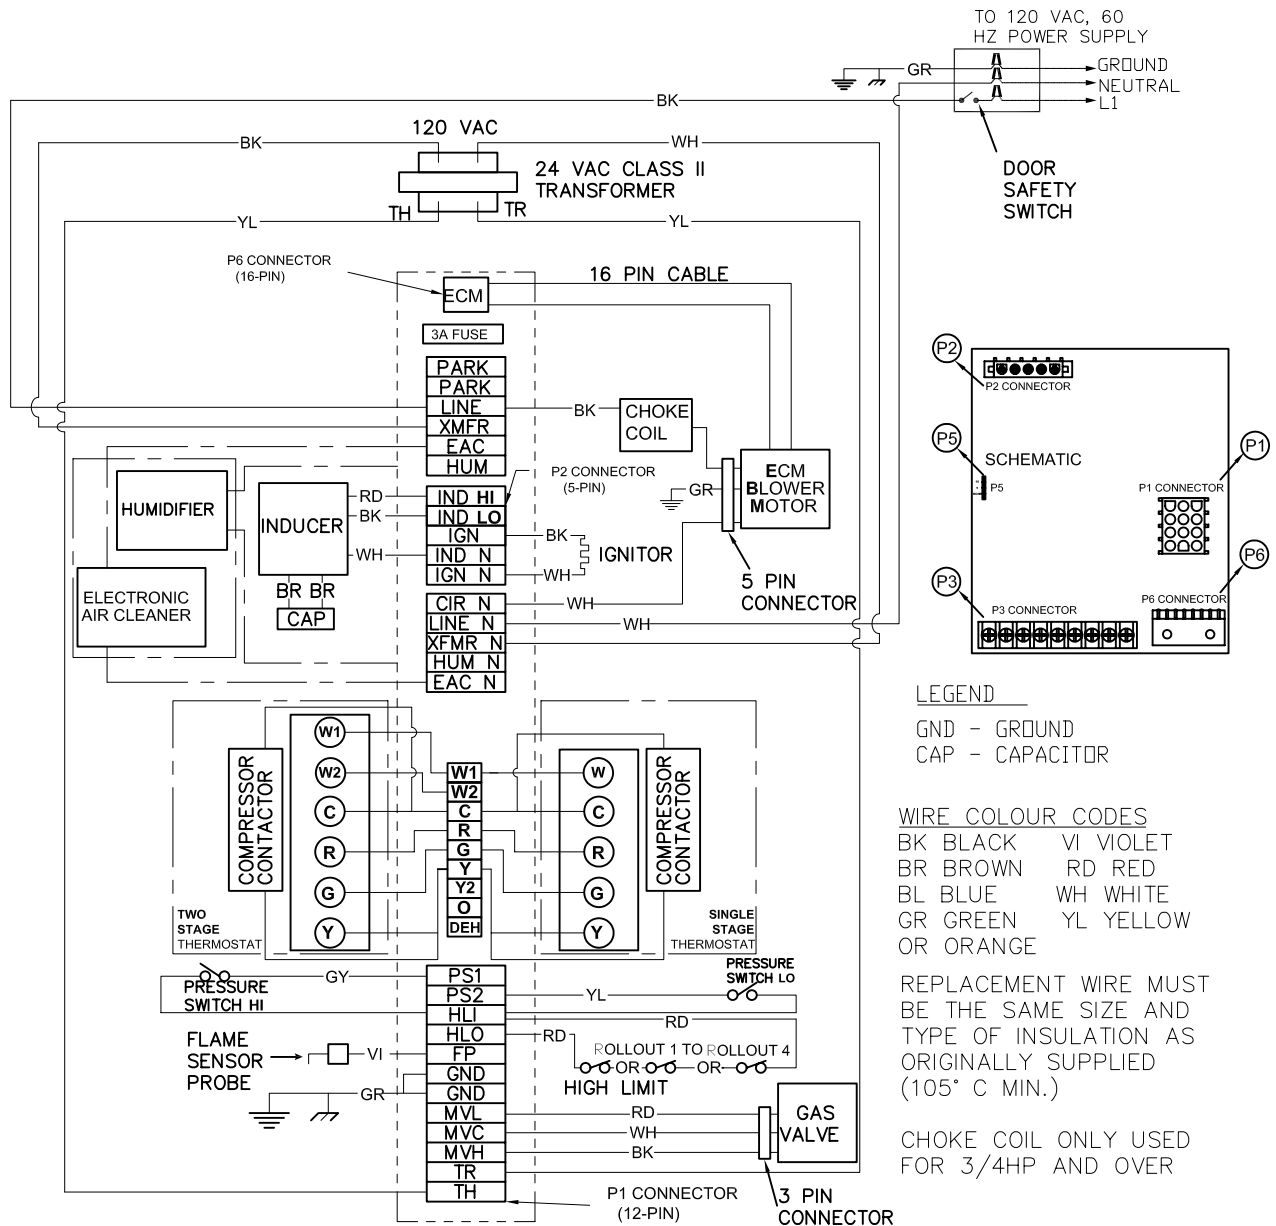 TO 120 VAC, 60
HZ POWER SUPPLY
GR
GROUND
NEUTRAL
L1
BK
120 VAC
BK
WH
24 VAC CLASS II
TRANSFORMER
DOOR
SAFETY
SWITCH
TH
TR
YL
YL
P6 CONNECTOR
(16-PIN)
16 PIN CABLE
ECM
3A FUSE
PARK
PARK
LINE
XMFR
EAC
HUM
BK
CHOKE
COIL
P2 CONNECTOR
(5-PIN)
ECM
BLOWER
MOTOR
GR
HUMIDIFIER
INDUCER
RD
BK
WH
IND HI
IND LO
IGN
IND N
IGN N
BK
WH
IGNITOR
BR BR
CAP
ELECTRONIC
AIR CLEANER
5 PIN
CONNECTOR
CIR N
LINE N
XFMR N
HUM N
EAC N
WH
WH
P2
P2 CONNECTOR
P5
P5
SCHEMATIC
P1
P1 CONNECTOR
P6
P6 CONNECTOR
P3
P3 CONNECTOR
LEGEND
GND - GROUND
CAP - CAPACITOR
COMPRESSOR
CONTACTOR
W1
W2
C
R
G
Y
TWO
STAGE
THERMOSTAT
W1
W2
C
R
G
Y
Y2
O
DEH
W
C
R
G
Y
COMPRESSOR
CONTACTOR
SINGLE
STAGE
THERMOSTAT
WIRE COLOUR CODES
BK BLACK VI VIOLET
BR BROWN RD RED
BL BLUE WH WHITE
GR GREEN YL YELLOW
OR ORANGE
GY
PRESSURE
SWITCH HI
PS1
PS2
HLI
HLO
FP
GND
GND
MVL
MVC
MVH
TR
TH
YL
PRESSURE
SWITCH LO
RD
RD
ROLLOUT 1 TO ROLLOUT 4
OR
OR
HIGH LIMIT
FLAME
SENSOR
PROBE
VI
GR
RD
WH
BK
GAS
VALVE
P1 CONNECTOR
(12-PIN)
3 PIN
CONNECTOR
REPLACEMENT WIRE MUST
BE THE SAME SIZE AND
TYPE OF INSULATION AS
ORIGINALLY SUPPLIED
(105° C MIN.)
CHOKE COIL ONLY USED
FOR 3/4HP AND OVER